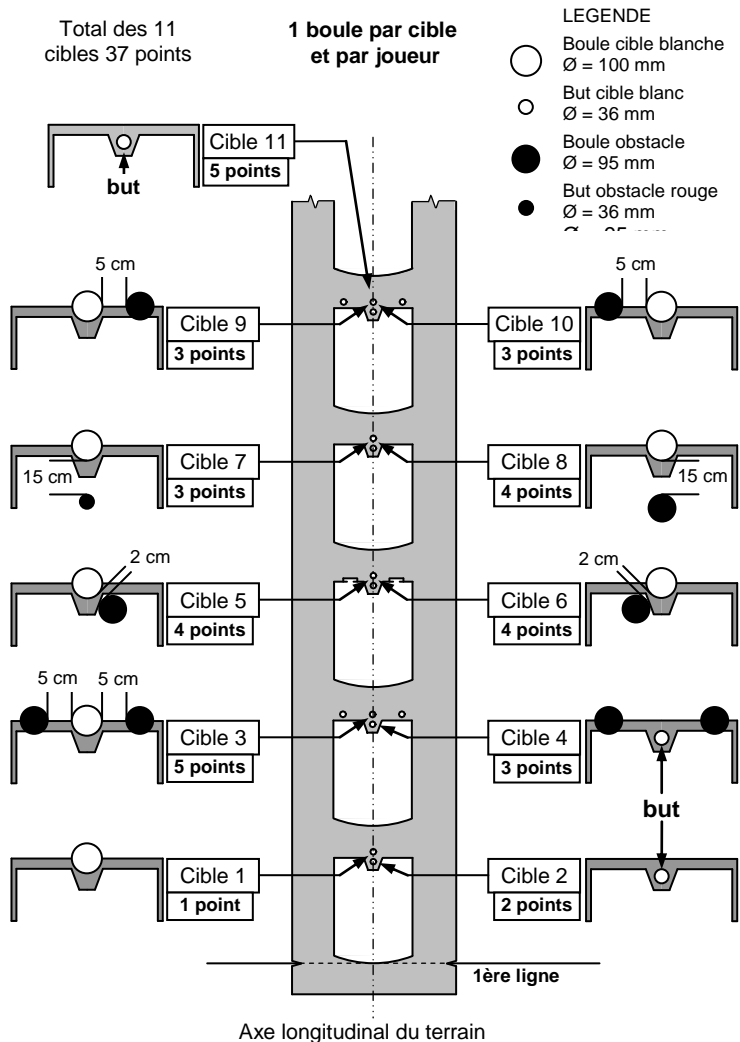 Total des 11
cibles 37 points
1 boule par cible
et par joueur
LEGENDE
Boule cible blanche
Ø = 100 mm
But cible blanc
Ø = 36 mm
Boule obstacle
Ø = 95 mm
But obstacle rouge
Ø = 36 mm
Cible 11
5 points
but
5 cm
Cible 9
3 points
5 cm
Cible 10
3 points
15 cm
Cible 7
3 points
Cible 8
4 points
15 cm
2 cm
Cible 5
4 points
2 cm
Cible 6
4 points
5 cm 5 cm
Cible 3
5 points
Cible 4
3 points
but
Cible 1
1 point
Cible 2
2 points
1ère ligne
Axe longitudinal du terrain